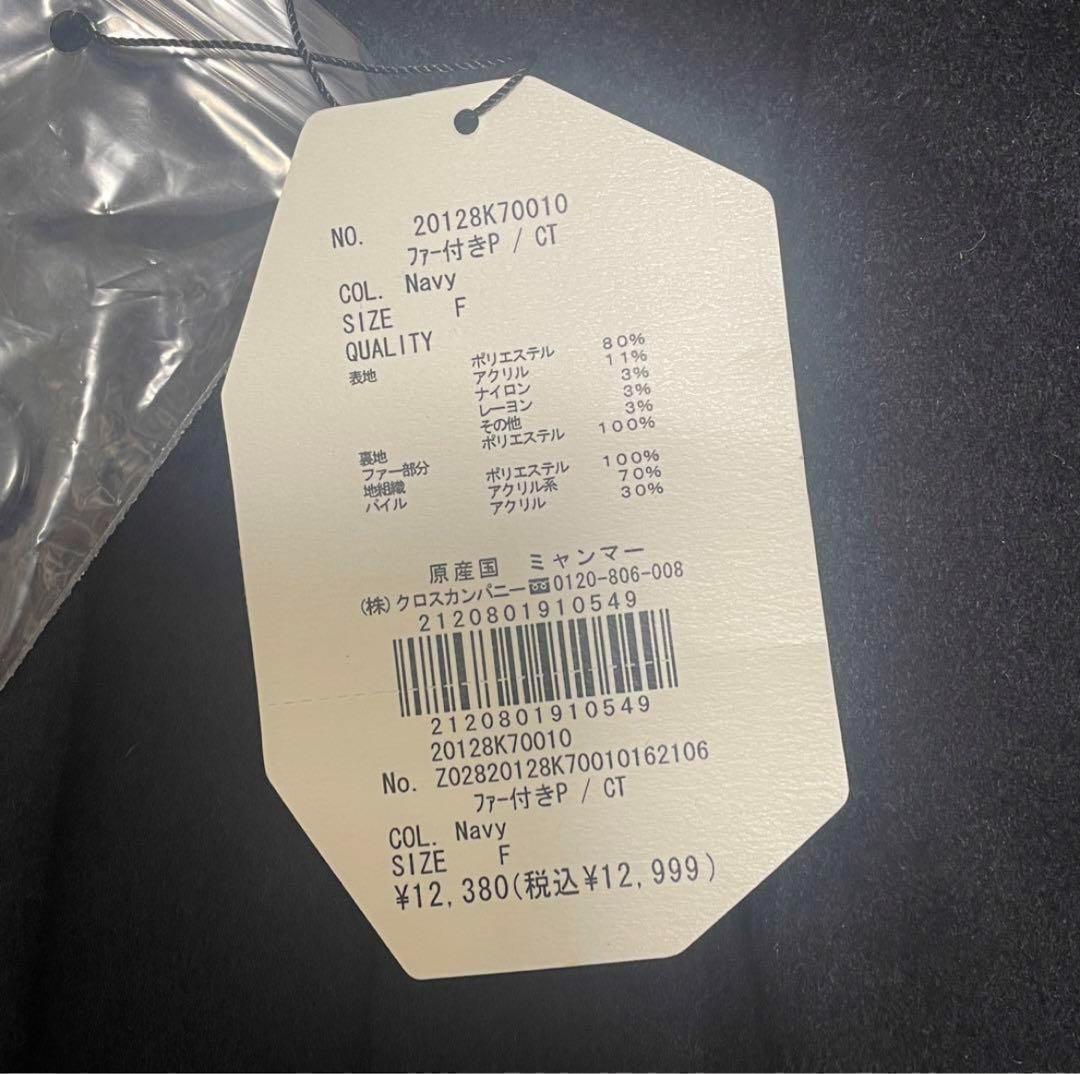 NO. 20128K70010
ﾌｧｰ付きP / CT
COL. Navy
SIZE F
QUALITY
表地 ポリエステル 80%
アクリル 11%
ナイロン 3%
レーヨン 3%
その他 3%
裏地 ポリエステル 100%
ファー部分
地組織 ポリエステル 100%
パイル アクリル系 70%
アクリル 30%
原産国 ミャンマー
(株)クロスカンパニー 0120-806-008
2120801910549
2120801910549
20128K70010
No. Z02820128K70010162106
ﾌｧｰ付きP / CT
COL. Navy
SIZE F
¥12,380(税込¥12,999)